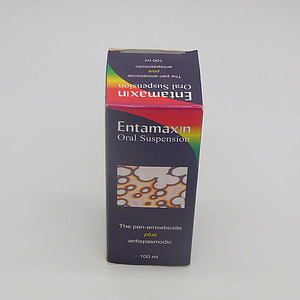 Entamaxin
Oral Suspension
The pan-amoebicide
plus
antispasmodic
100 ml
Entamaxin
Oral Suspension
The pan-amoebicide
plus
antispasmodic
100 ml